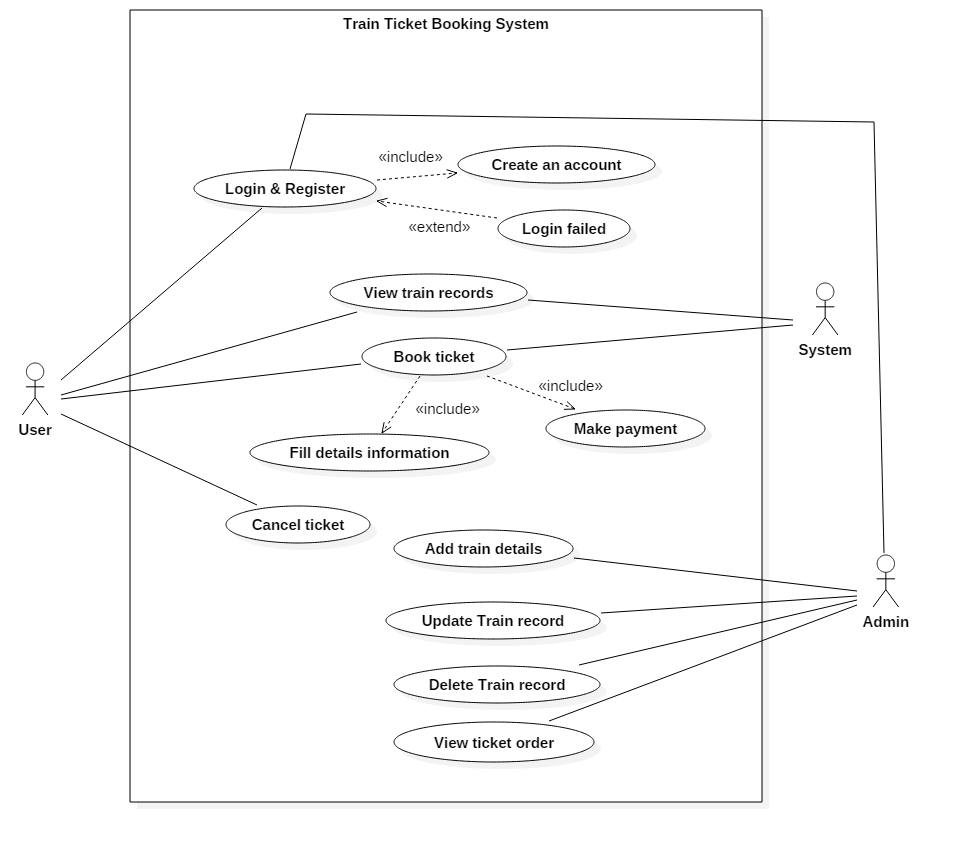 Train Ticket Booking System
«include»
Create an account
Login & Register
«extend»
Login failed
View train records
System
Book ticket
«include»
«include»
User
Make payment
Fill details information
Cancel ticket
Add train details
Update Train record
Admin
Delete Train record
View ticket order